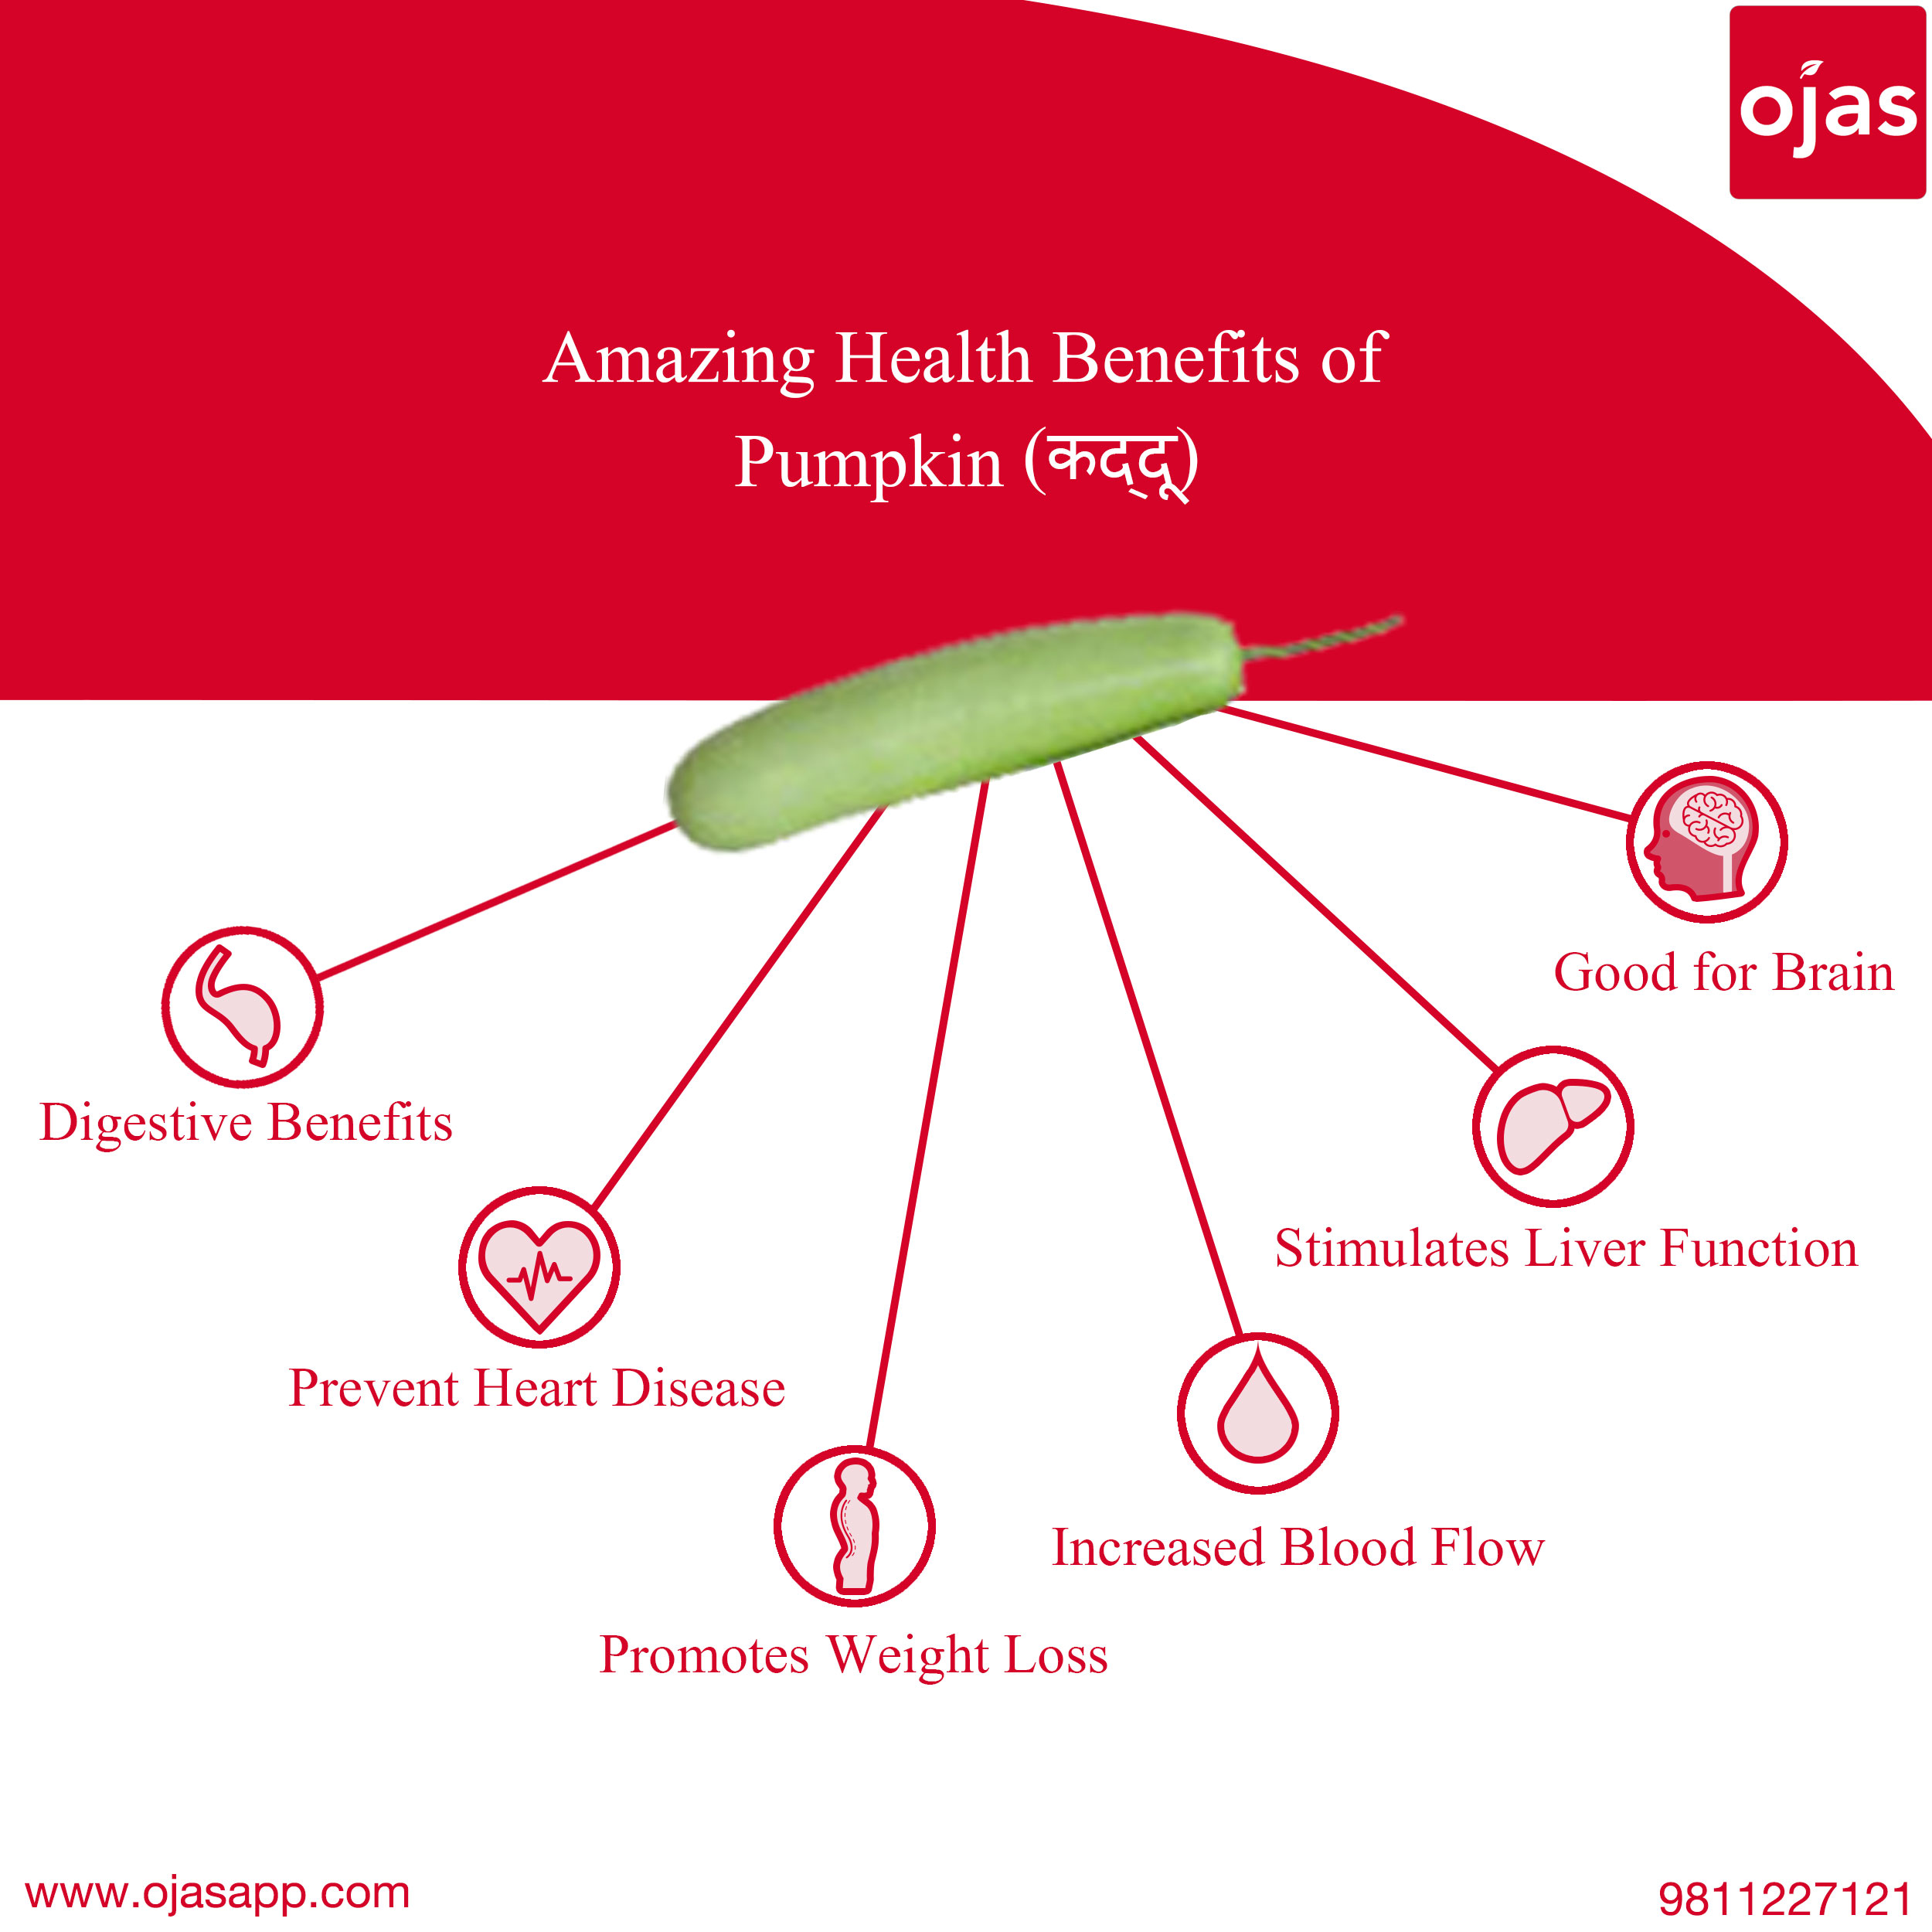 ojas
Amazing Health Benefits of
Pumpkin (कद्दू)
Good for Brain
Digestive Benefits
Stimulates Liver Function
Prevent Heart Disease
Increased Blood Flow
Promotes Weight Loss
www.ojasapp.com
9811227121